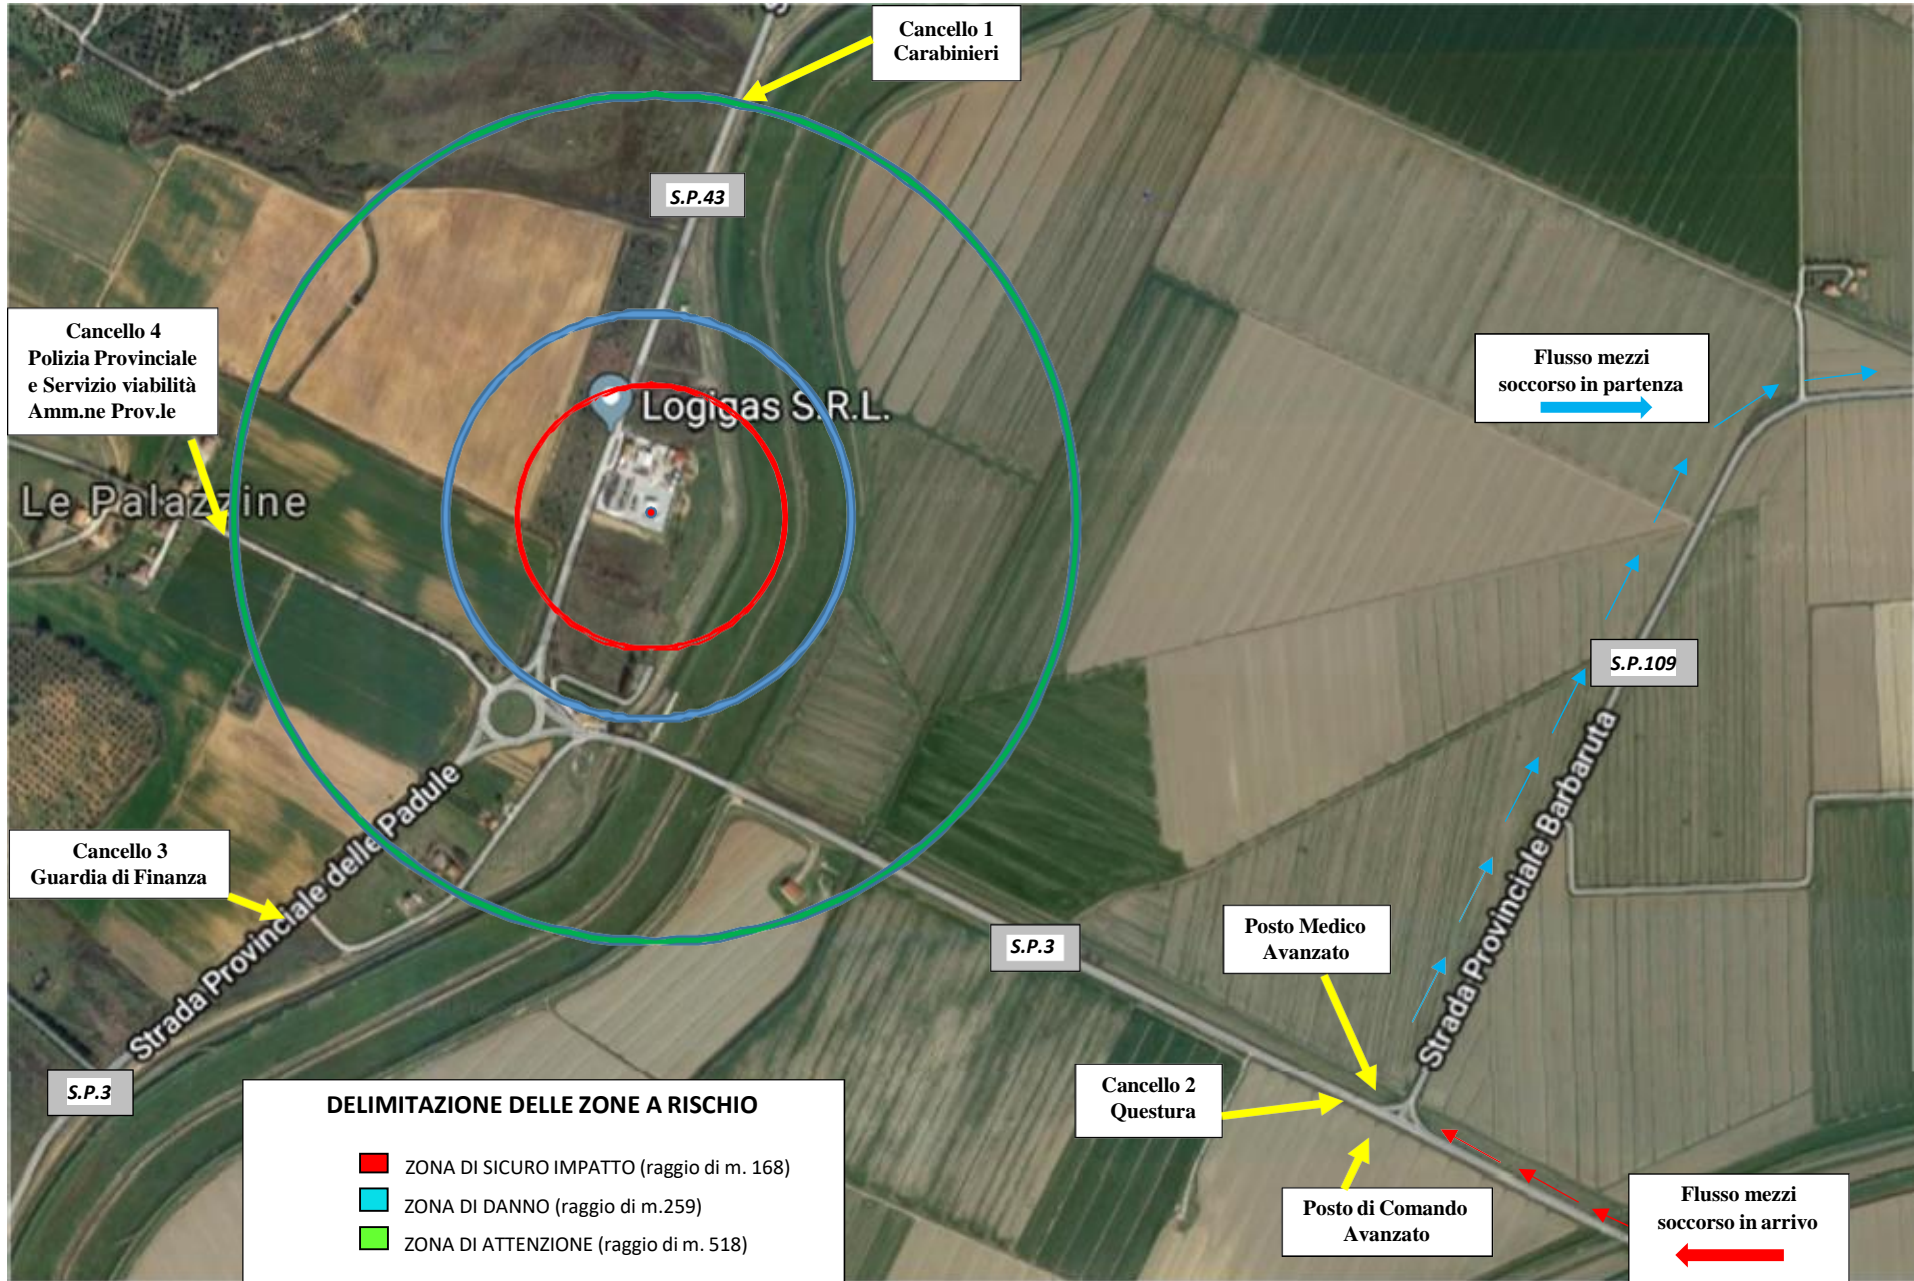 Cancello 1
Carabinieri
S.P.43
Cancello 4
Polizia Provinciale
e Servizio viabilità
Amm.ne Prov.le
Flusso mezzi
soccorso in partenza
Logigas S.R.L.
Le Palazzine
S.P.109
Strada Provinciale Barbaruta
Strada Provinciale delle Padule
Cancello 3
Guardia di Finanza
Posto Medico
Avanzato
S.P.3
S.P.3
Cancello 2
Questura
Posto di Comando
Avanzato
Flusso mezzi
soccorso in arrivo
DELIMITAZIONE DELLE ZONE A RISCHIO
ZONA DI SICURO IMPATTO (raggio di m. 168)
ZONA DI DANNO (raggio di m.259)
ZONA DI ATTENZIONE (raggio di m. 518)